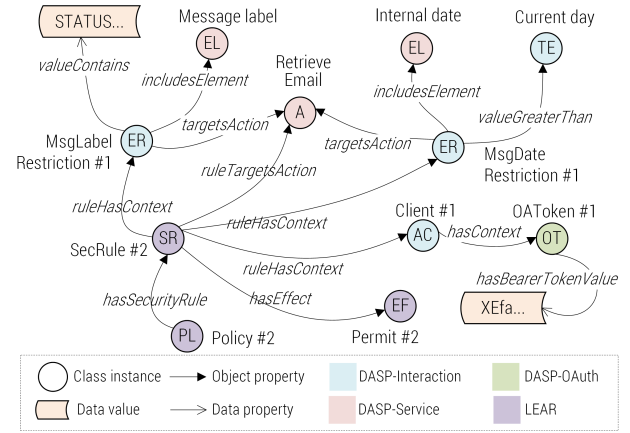 STATUS...
Message label
EL
Internal date
EL
Current day
TE
valueContains
includesElement
Retrieve
Email
A
includesElement
valueGreaterThan
targetsAction
targetsAction
MsgLabel
Restriction #1
ER
ER
MsgDate
Restriction #1
ruleTargetsAction
ruleHasContext
ruleHasContext
Client #1
AC
hasContext
OAToken #1
OT
SecRule #2
SR
ruleHasContext
hasBearerTokenValue
hasSecurityRule
hasEffect
EF
XEfa...
PL
Policy #2
Permit #2
Class instance
Object property
DASP-Interaction
DASP-OAuth
Data value
Data property
DASP-Service
LEAR